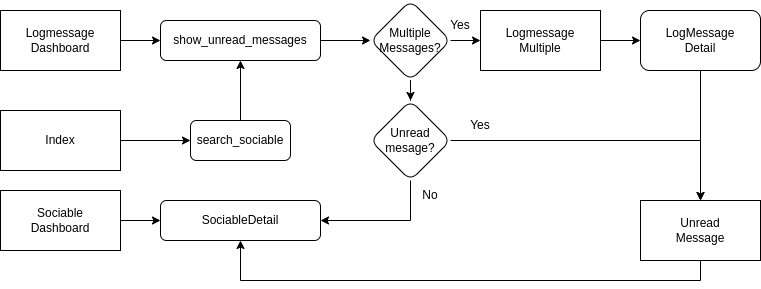 Logmessage
Dashboard
show_unread_messages
Multiple
Messages?
Yes
Logmessage
Multiple
LogMessage
Detail
Index
search_sociable
Unread
mesage?
Yes
No
Sociable
Dashboard
SociableDetail
Unread
Message